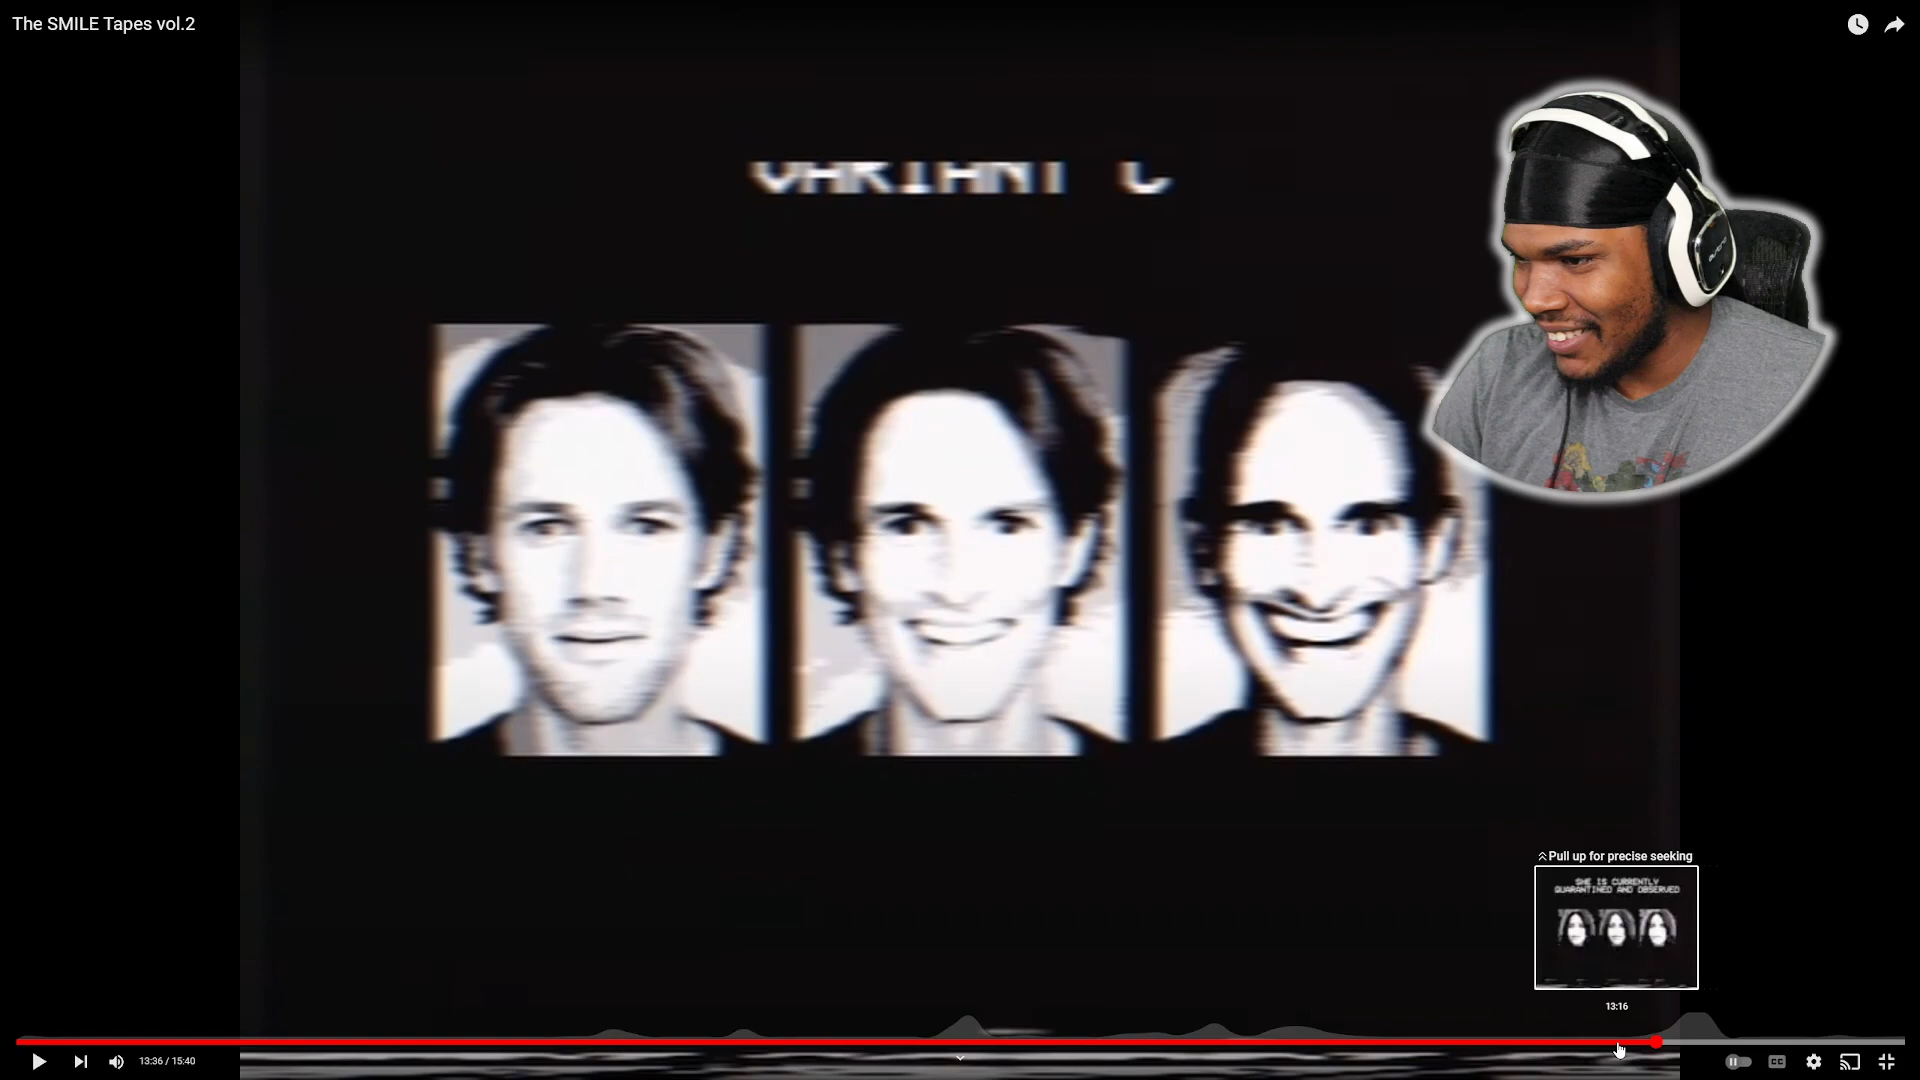 The SMILE Tapes vol.2
VARIANT C
Pull up for precise seeking
SHE IS CURRENTLY
QUARANTINED AND OBSERVED
13:16
13:36 / 15:40
CC